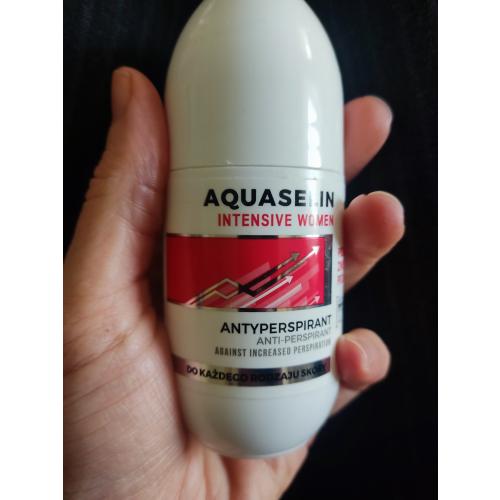 AQUASELIN
INTENSIVE WOMEN
ANTYPERSPIRANT
ANTI-PERSPIRANT
AGAINST INCREASED PERSPIRATION
DO KAŻDEGO RODZAJU SKÓRY